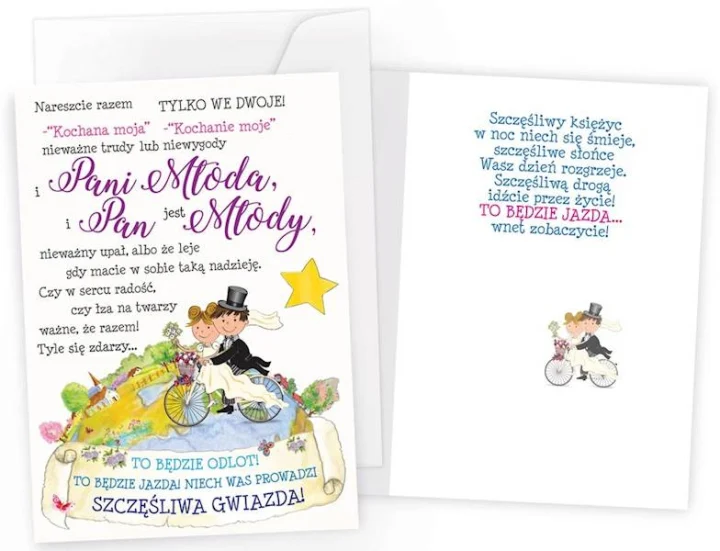 Nareszcie razem TYLKO WE DWOJE!
-"Kochana moja" -"Kochanie moje"
nieważne trudy lub niewygody
i Pani Młoda,
i Pan jest Młody,
nieważny upał, albo że leje
gdy macie w sobie taką nadzieję.
Czy w sercu radość,
czy łza na twarzy
ważne, że razem!
Tyle się zdarzy...
TO BĘDZIE ODLOT!
TO BĘDZIE JAZDA! NIECH WAS PROWADZI
SZCZĘŚLIWA GWIAZDA!
Szczęśliwy księżyc
w noc niech się śmieje,
szczęśliwe słońce
Wasz dzień rozgrzeje.
Szczęśliwą drogą
idźcie przez życie!
TO BĘDZIE JAZDA...
wnet zobaczycie!